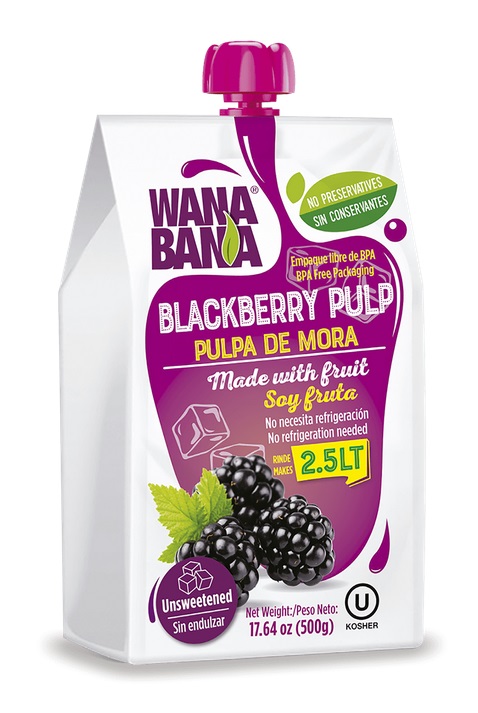 WANA
BANA®
NO PRESERVATIVES
SIN CONSERVANTES
Empaque libre de BPA
BPA Free Packaging
BLACKBERRY PULP
PULPA DE MORA
Made with fruit
Soy fruta
No necesita refrigeración
No refrigeration needed
RINDE
MAKES
2.5LT
Unsweetened
Sin endulzar
Net Weight:/Peso Neto:
17.64 oz (500g)
U
KOSHER